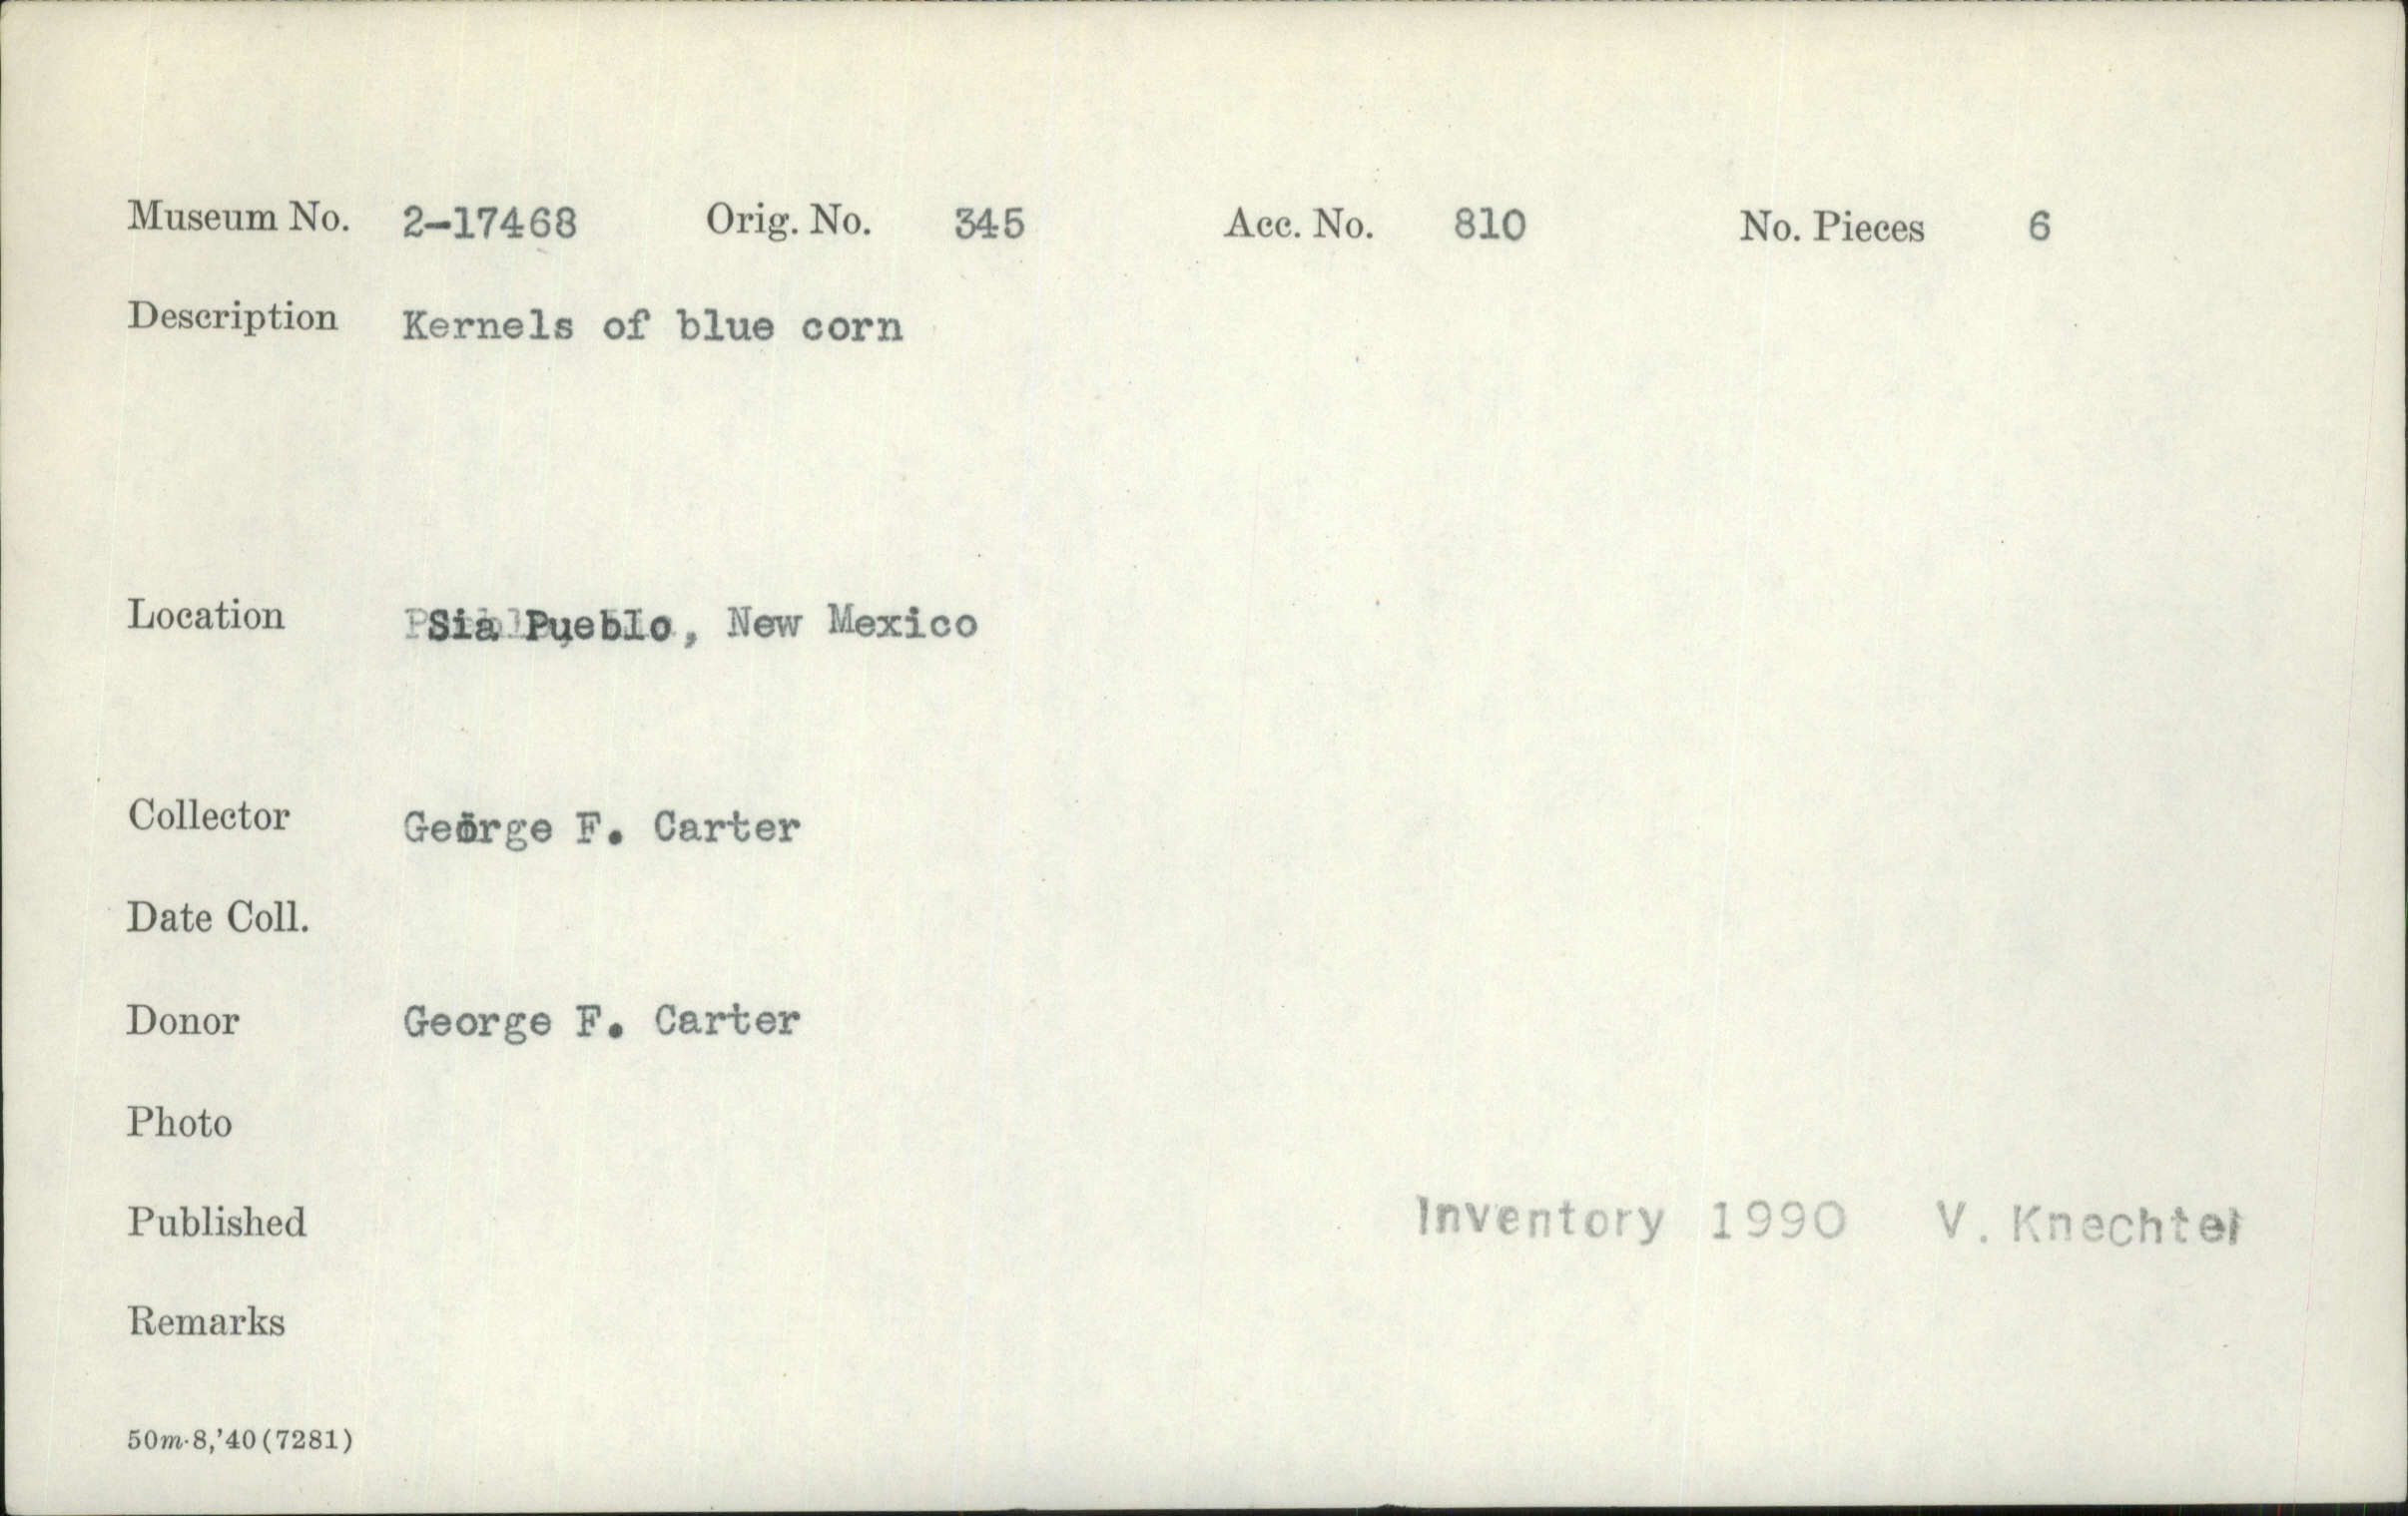 Museum No. 2-17468 Orig. No. 345 Acc. No. 810 No. Pieces 6
Description Kernels of blue corn
Location Sia Pueblo, New Mexico
Collector George F. Carter
Date Coll.
Donor George F. Carter
Photo
Published Inventory 1990 V. Knechtel
Remarks
50m-8,'40(7281)